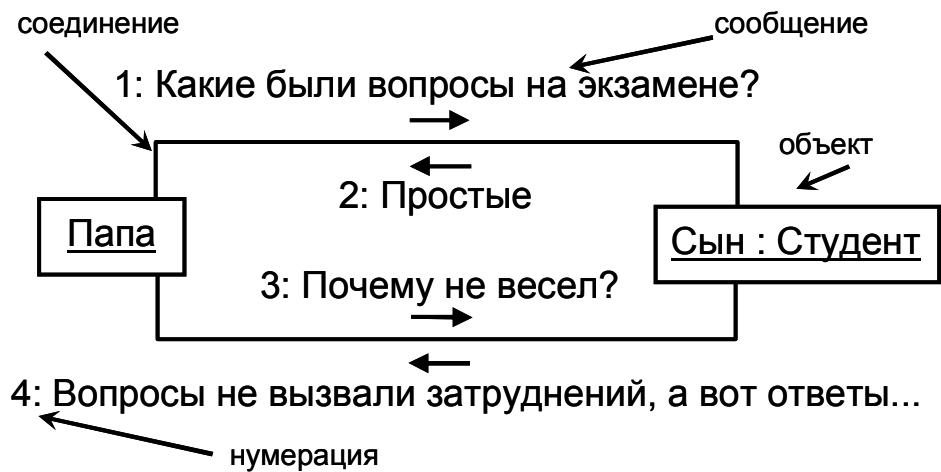 соединение
сообщение
1: Какие были вопросы на экзамене?
объект
2: Простые
Папа
Сын : Студент
3: Почему не весел?
4: Вопросы не вызвали затруднений, а вот ответы...
нумерация